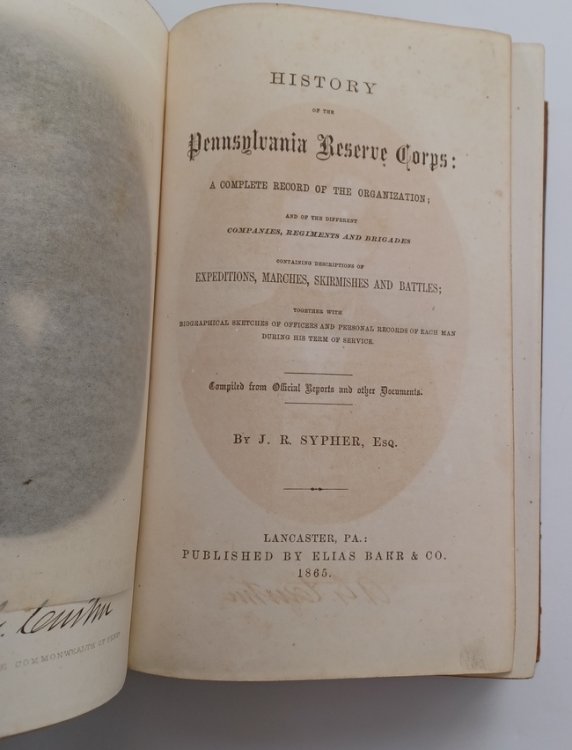 HISTORY
OF THE
Pennsylvania Reserve Corps:
A COMPLETE RECORD OF THE ORGANIZATION;
AND OF THE DIFFERENT
COMPANIES, REGIMENTS AND BRIGADES
CONTAINING DESCRIPTIONS OF
EXPEDITIONS, MARCHES, SKIRMISHES AND BATTLES;
TOGETHER WITH
BIOGRAPHICAL SKETCHES OF OFFICERS AND PERSONAL RECORDS OF EACH MAN
DURING HIS TERM OF SERVICE
Compiled from Official Reports and other Documents.
BY J. R. SYPHER, ESQ.
LANCASTER, PA.:
PUBLISHED BY ELIAS BARR & CO.
1865.
Curtin
COMMONWEALTH OF